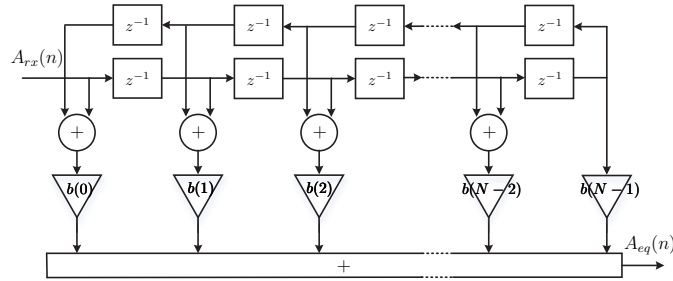 z⁻¹ z⁻¹ z⁻¹ z⁻¹
A_{rx}(n)
z⁻¹ z⁻¹ z⁻¹ z⁻¹
+ + + +
b(0) b(1) b(2) b(N − 2) b(N − 1)
A_{eq}(n)
+